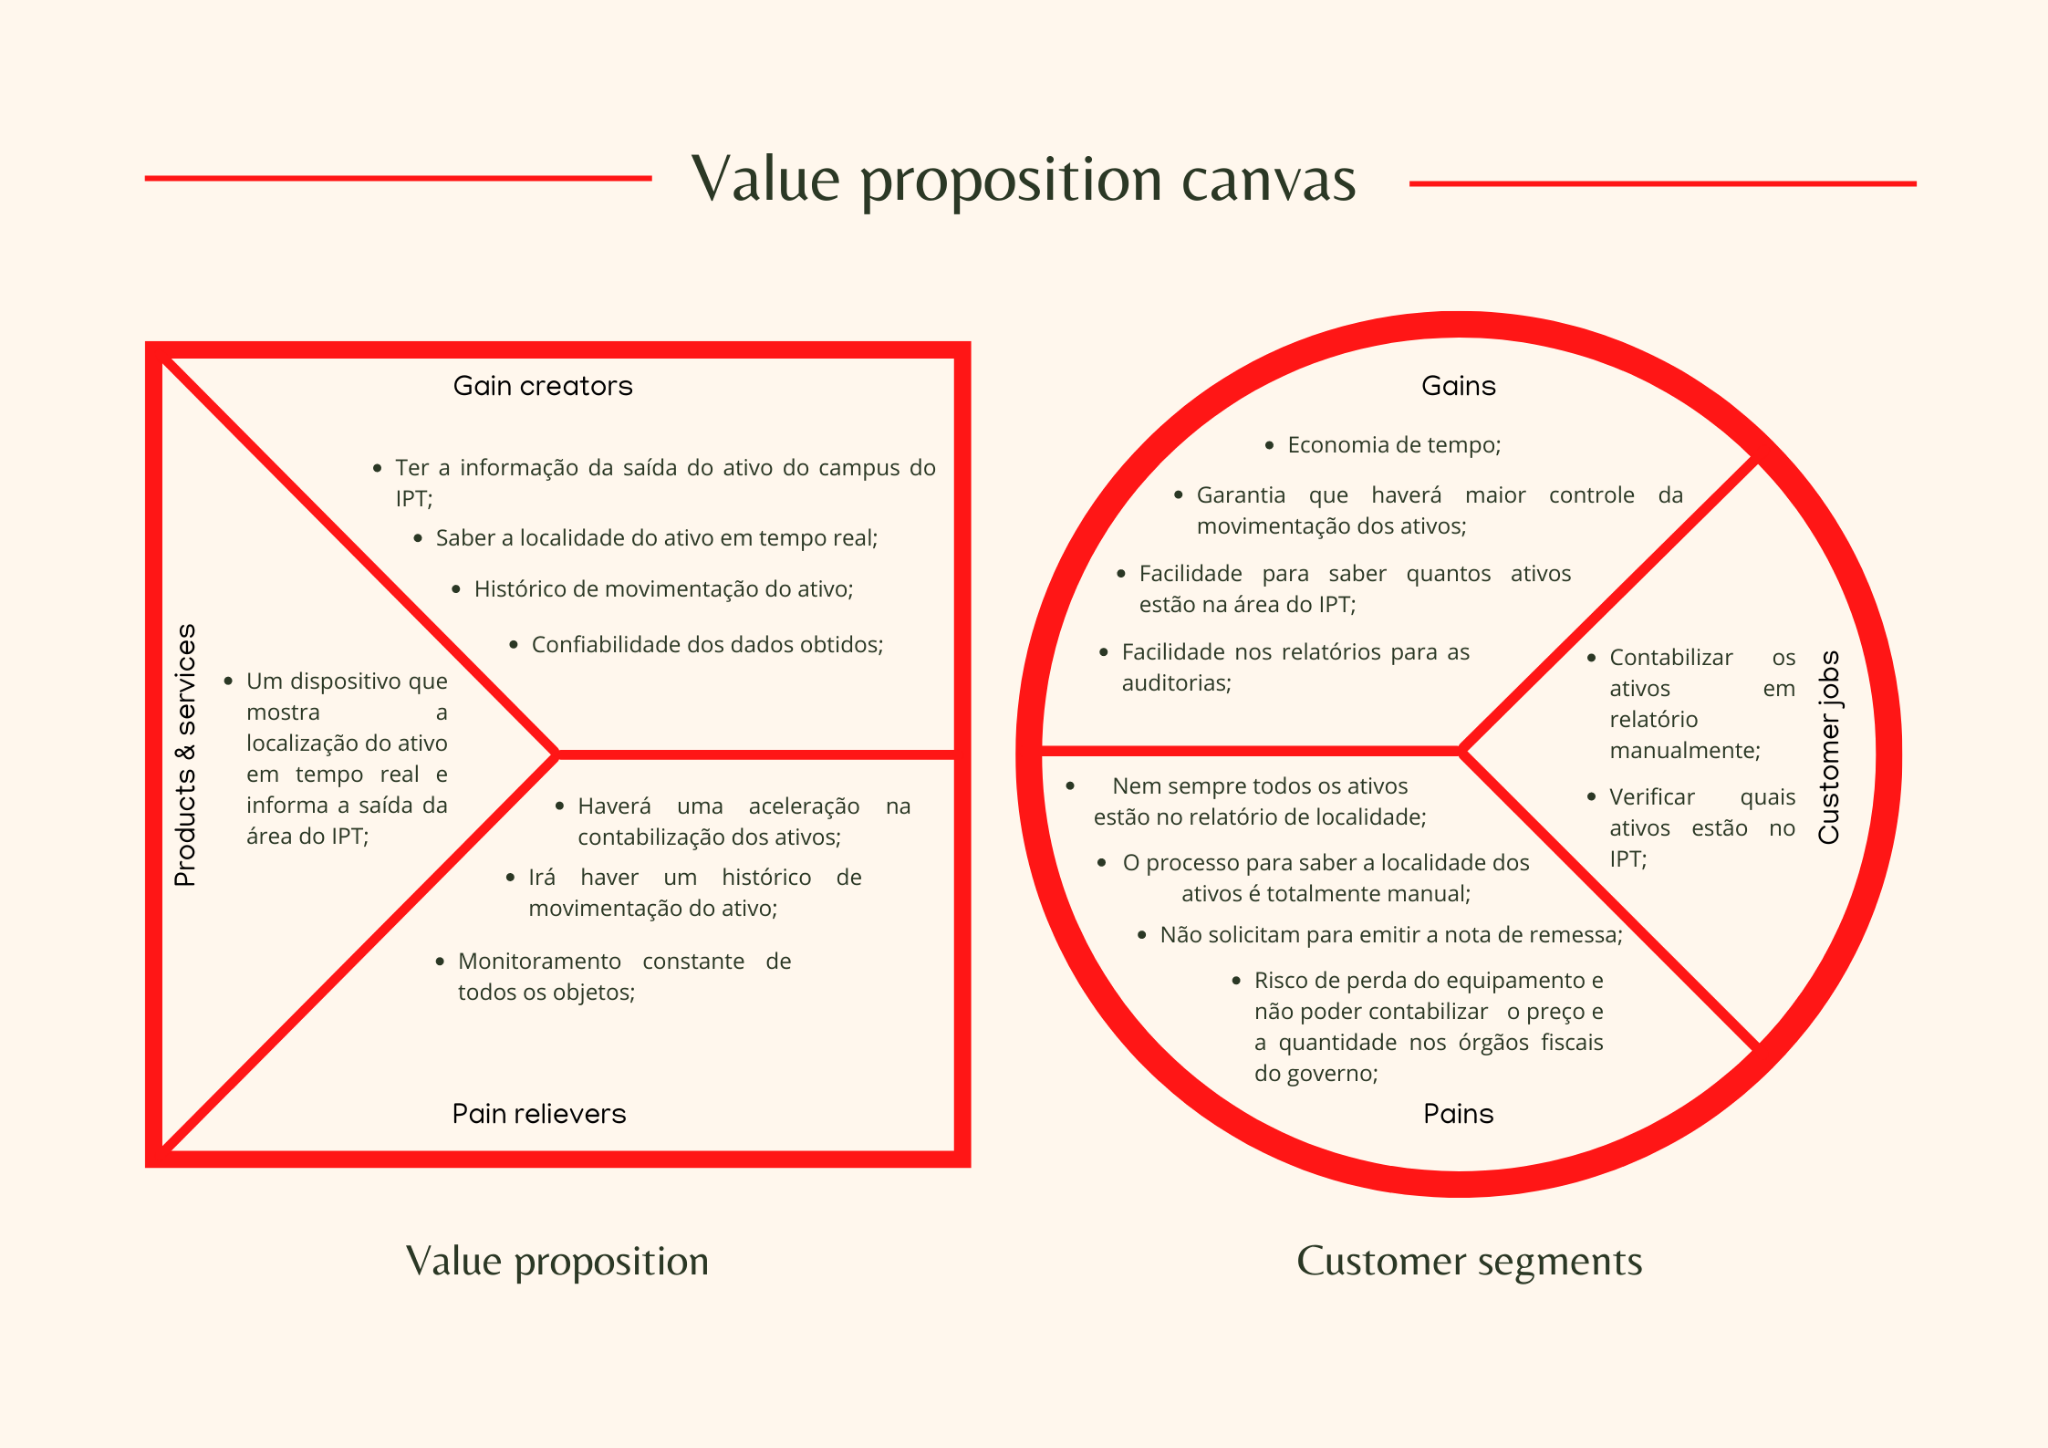 Value proposition canvas
Gain creators
• Ter a informação da saída do ativo do campus do
IPT;
• Saber a localidade do ativo em tempo real;
• Histórico de movimentação do ativo;
• Confiabilidade dos dados obtidos;
Products & services
• Um dispositivo que
mostra a
localização do ativo
em tempo real e
informa a saída da
área do IPT;
• Haverá uma aceleração na
contabilização dos ativos;
• Irá haver um histórico de
movimentação do ativo;
• Monitoramento constante de
todos os objetos;
Pain relievers
Value proposition
Gains
• Economia de tempo;
• Garantia que haverá maior controle da
movimentação dos ativos;
• Facilidade para saber quantos ativos
estão na área do IPT;
• Facilidade nos relatórios para as
auditorias;
• Contabilizar os
ativos em
relatório
manualmente;
• Verificar quais
ativos estão no
IPT;
Customer jobs
• Nem sempre todos os ativos
estão no relatório de localidade;
• O processo para saber a localidade dos
ativos é totalmente manual;
• Não solicitam para emitir a nota de remessa;
• Risco de perda do equipamento e
não poder contabilizar o preço e
a quantidade nos órgãos fiscais
do governo;
Pains
Customer segments